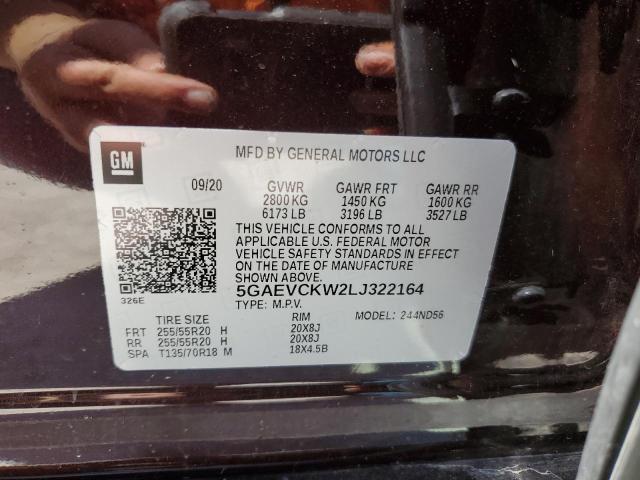 GM
MFD BY GENERAL MOTORS LLC
09/20 GVWR GAWR FRT GAWR RR
2800 KG 1450 KG 1600 KG
6173 LB 3196 LB 3527 LB
THIS VEHICLE CONFORMS TO ALL
APPLICABLE U.S. FEDERAL MOTOR
VEHICLE SAFETY STANDARDS IN EFFECT
ON THE DATE OF MANUFACTURE
SHOWN ABOVE.
326E
5GAEVCKW2LJ322164
TYPE: M.P.V. MODEL: 244ND56
TIRE SIZE RIM
FRT 255/55R20 H 20X8J
RR 255/55R20 H 20X8J
SPA T135/70R18 M 18X4.5B